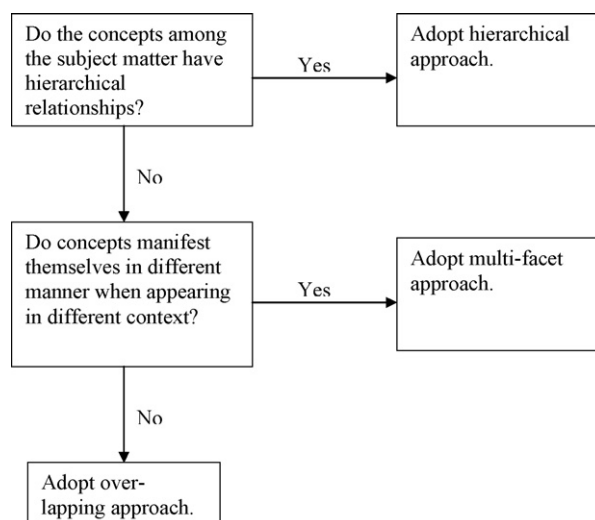 Do the concepts among
the subject matter have
hierarchical
relationships?
Yes
Adopt hierarchical
approach.
No
Do concepts manifest
themselves in different
manner when appearing
in different context?
Yes
Adopt multi-facet
approach.
No
Adopt over-
lapping approach.